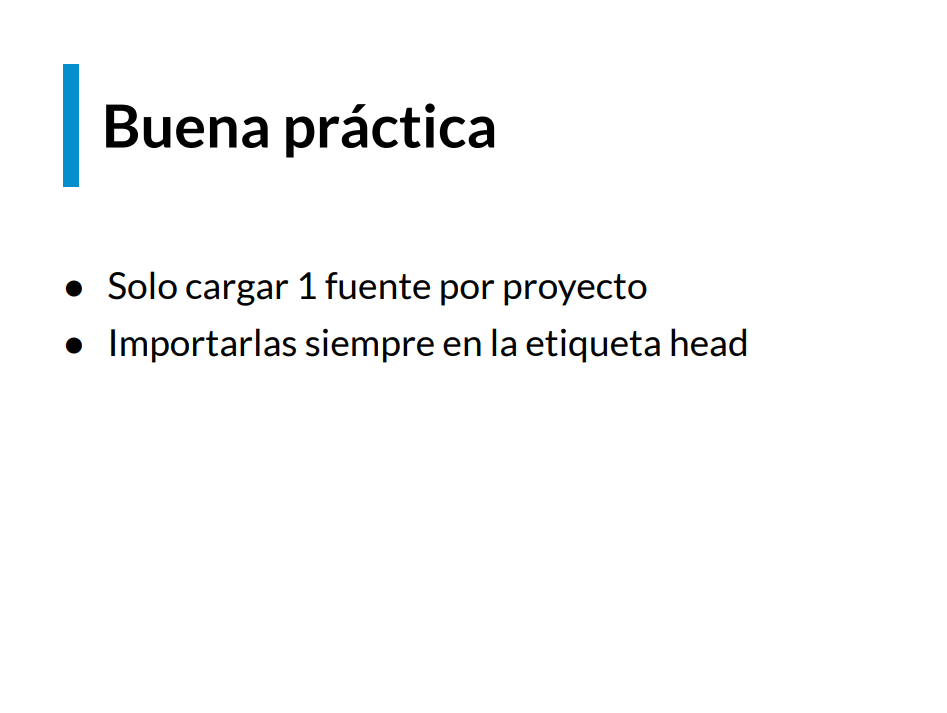 Buena práctica
● Solo cargar 1 fuente por proyecto
● Importarlas siempre en la etiqueta head